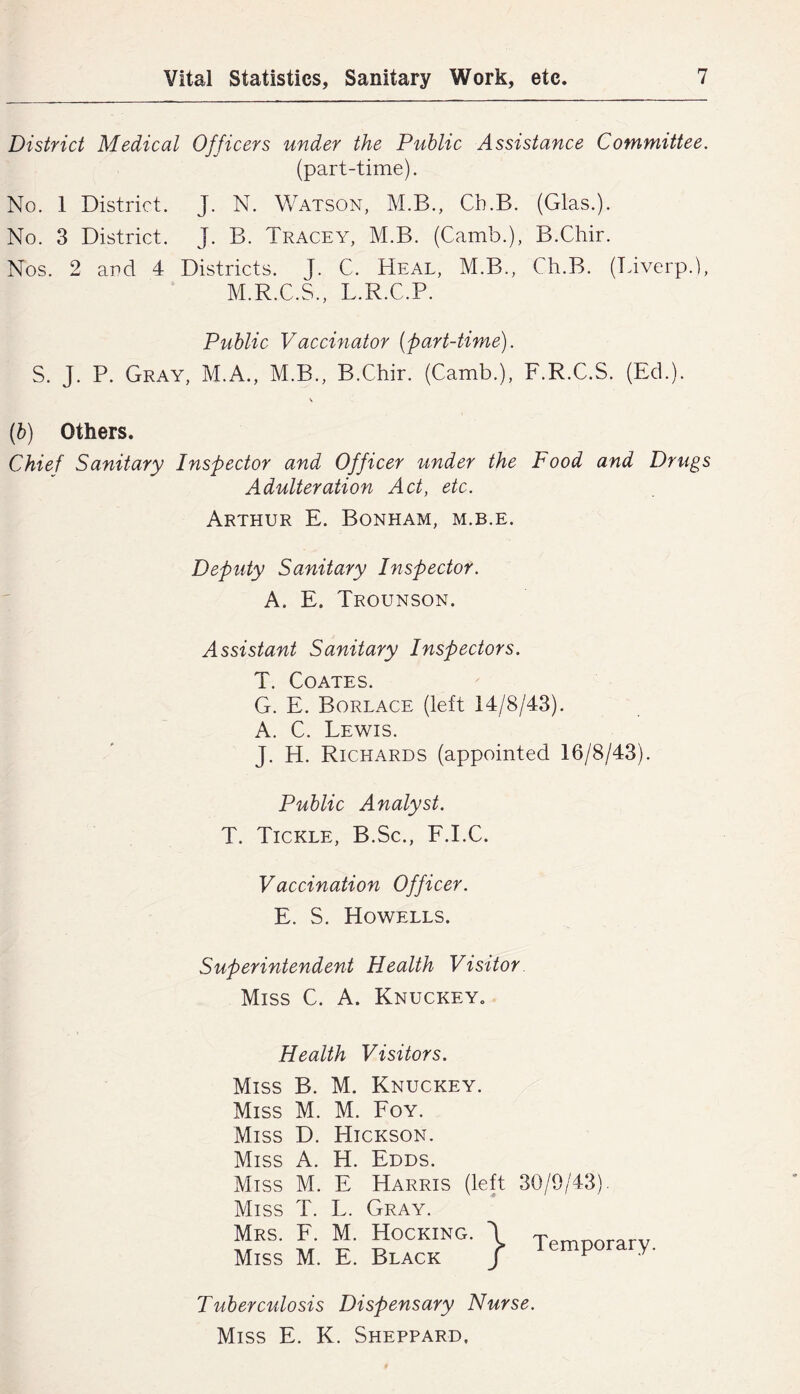 Vital Statistics, Sanitary Work, etc. 7
District Medical Officers under the Public Assistance Committee.
(part-time).
No. 1 District. J. N. WATSON, M.B., Ch.B. (Glas.).
No. 3 District. J. B. TRACEY, M.B. (Camb.), B.Chir.
Nos. 2 and 4 Districts. J. C. HEAL, M.B., Ch.B. (Liverp.),
M.R.C.S., L.R.C.P.
Public Vaccinator (part-time).
S. J. P. GRAY, M.A., M.B., B.Chir. (Camb.), F.R.C.S. (Ed.).
(b) Others.
Chief Sanitary Inspector and Officer under the Food and Drugs
Adulteration Act, etc.
ARTHUR E. BONHAM, M.B.E.
Deputy Sanitary Inspector.
A. E. TROUNSON.
Assistant Sanitary Inspectors.
T. COATES.
G. E. BORLACE (left 14/8/43).
A. C. LEWIS.
J. H. RICHARDS (appointed 16/8/43).
Public Analyst.
T. TICKLE, B.Sc., F.I.C.
Vaccination Officer.
E. S. HOWELLS.
Superintendent Health Visitor
MISS C. A. KNUCKEY.
Health Visitors.
MISS B. M. KNUCKEY.
MISS M. M. FOY.
MISS D. HICKSON.
MISS A. H. EDDS.
MISS M. E HARRIS (left 30/9/43).
MISS T. L. GRAY.
MRS. F. M. HOCKING. } Temporary.
MISS M. E. BLACK
Tuberculosis Dispensary Nurse.
MISS E. K. SHEPPARD,